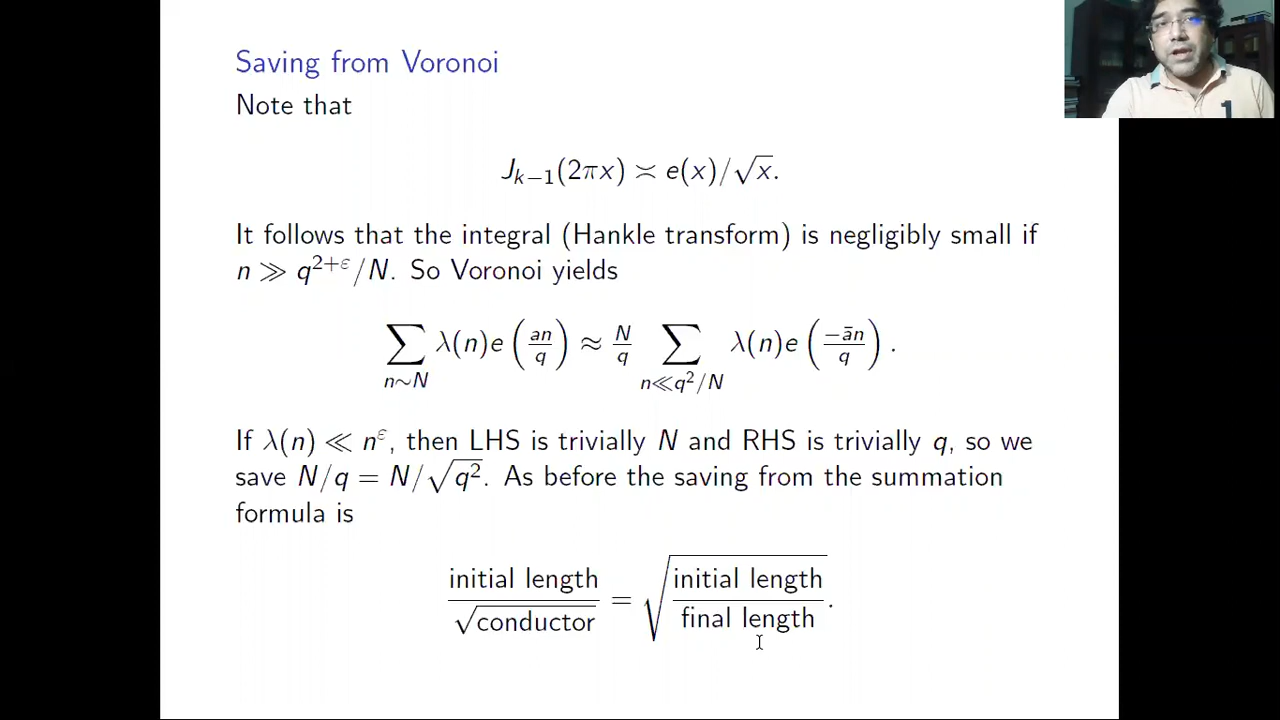 Saving from Voronoi
Note that
J_{k−1}(2πx) ≍ e(x)/√x.
It follows that the integral (Hankle transform) is negligibly small if
n ≫ q^{2+ε}/N. So Voronoi yields
∑_{n∼N} λ(n)e(an/q) ≈ N/q ∑_{n≪q²/N} λ(n)e(−ān/q).
If λ(n) ≪ n^ε, then LHS is trivially N and RHS is trivially q, so we
save N/q = N/√q². As before the saving from the summation
formula is
initial length/√conductor = √(initial length/final length).
1